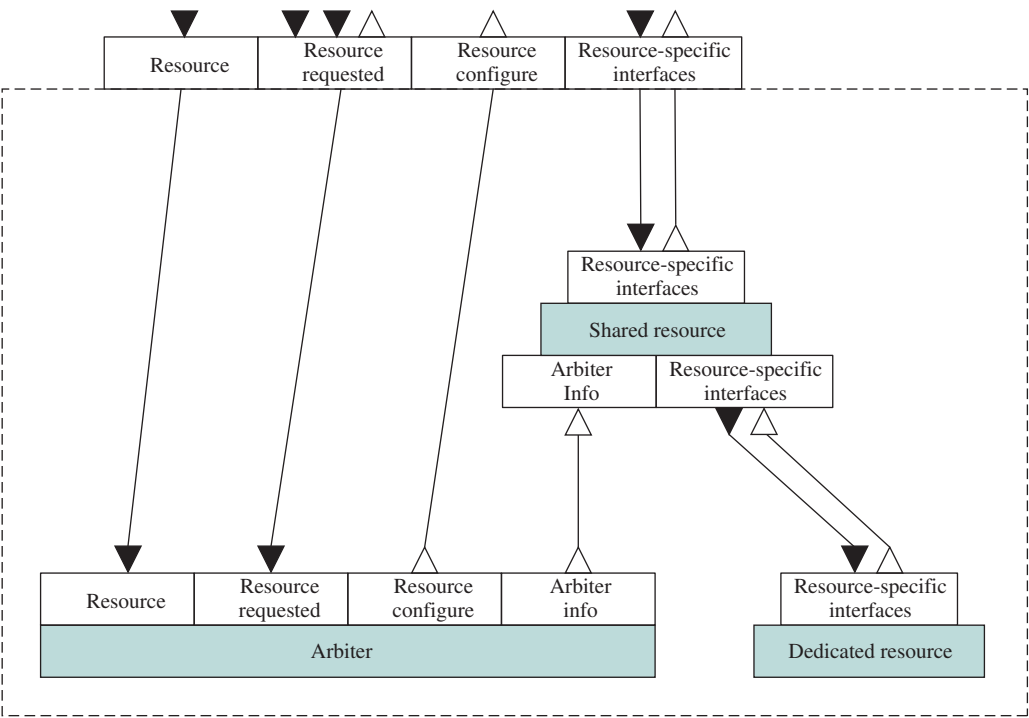 Resource
Resource
requested
Resource
configure
Resource-specific
interfaces
Resource-specific
interfaces
Shared resource
Arbiter
Info
Resource-specific
interfaces
Resource
Resource
requested
Resource
configure
Arbiter
info
Arbiter
Resource-specific
interfaces
Dedicated resource